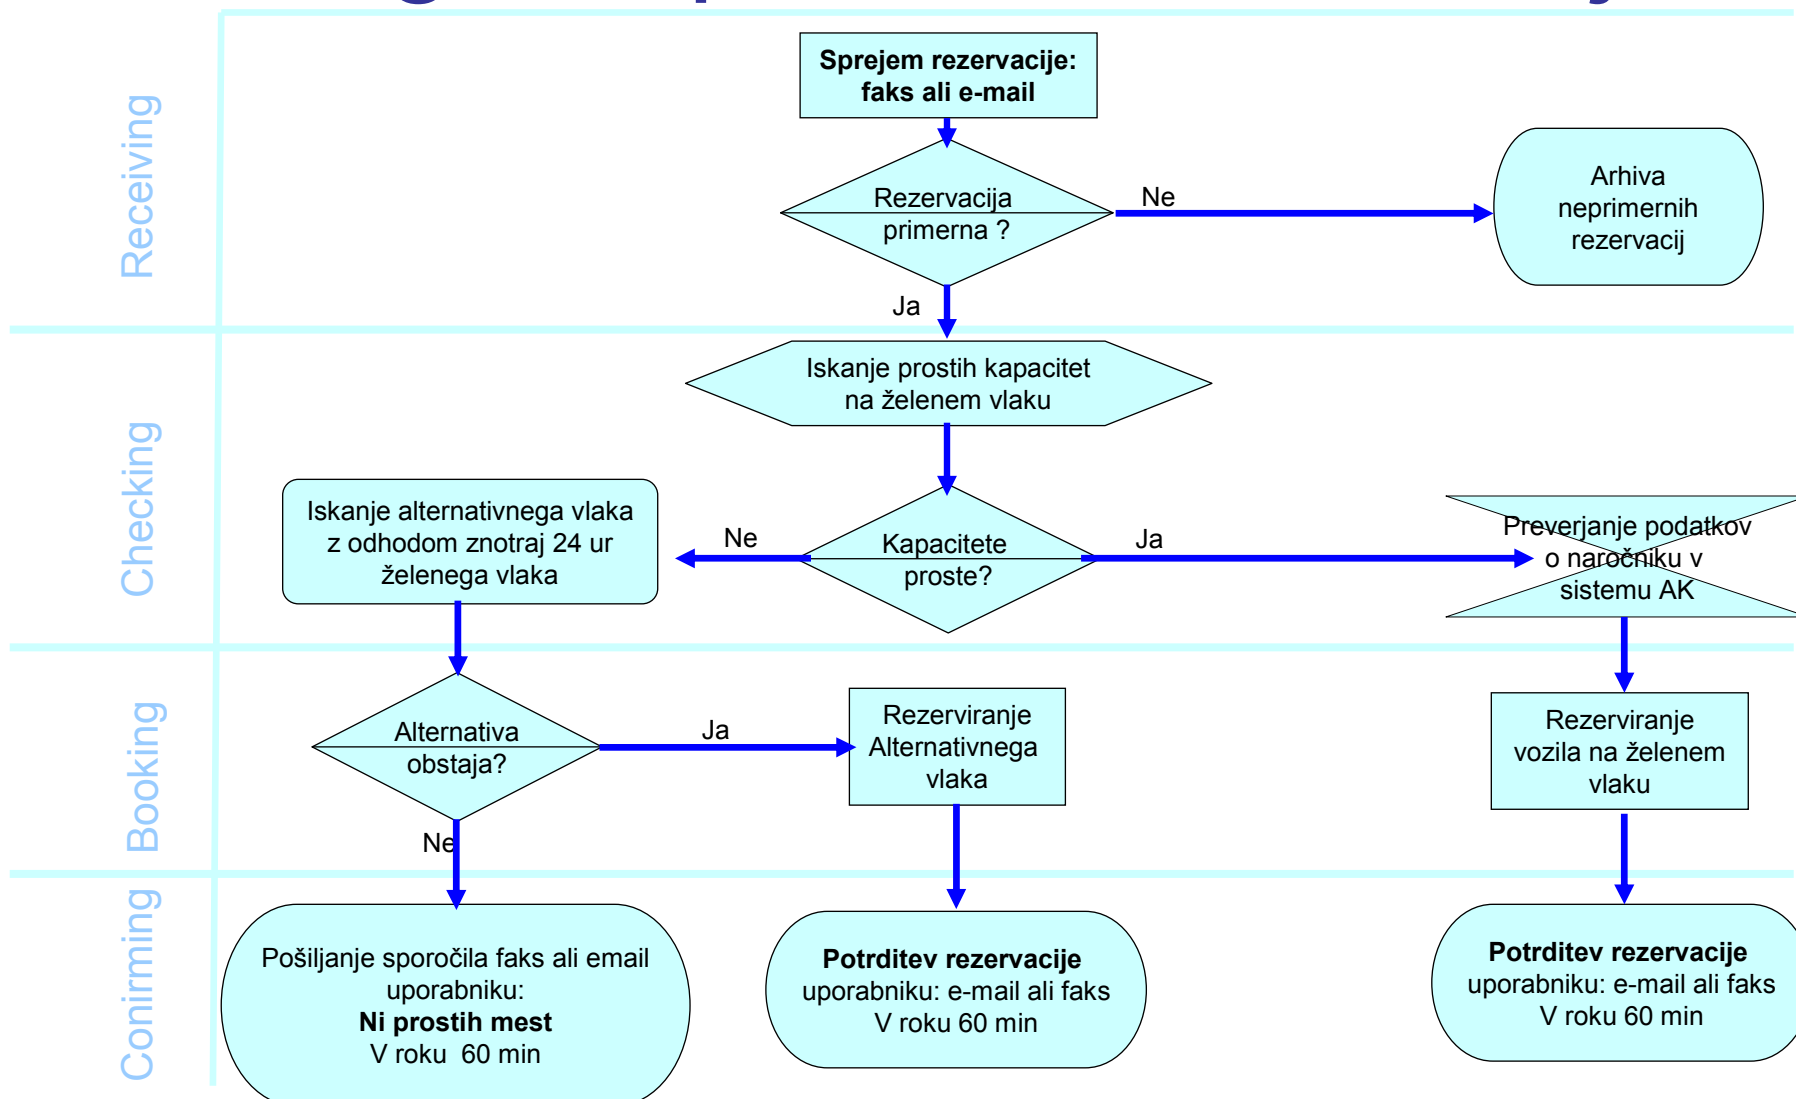 Receiving
Sprejem rezervacije:
faks ali e-mail
Rezervacija
primerna ?
Ne
Arhiva
neprimernih
rezervacij
Ja
Checking
Iskanje prostih kapacitet
na želenem vlaku
Iskanje alternativnega vlaka
z odhodom znotraj 24 ur
želenega vlaka
Ne
Kapacitete
proste?
Ja
Preverjanje podatkov
o naročniku v
sistemu AK
Booking
Alternativa
obstaja?
Ja
Rezerviranje
Alternativnega
vlaka
Rezerviranje
vozila na želenem
vlaku
Ne
Conirming
Pošiljanje sporočila faks ali email
uporabniku:
Ni prostih mest
V roku 60 min
Potrditev rezervacije
uporabniku: e-mail ali faks
V roku 60 min
Potrditev rezervacije
uporabniku: e-mail ali faks
V roku 60 min